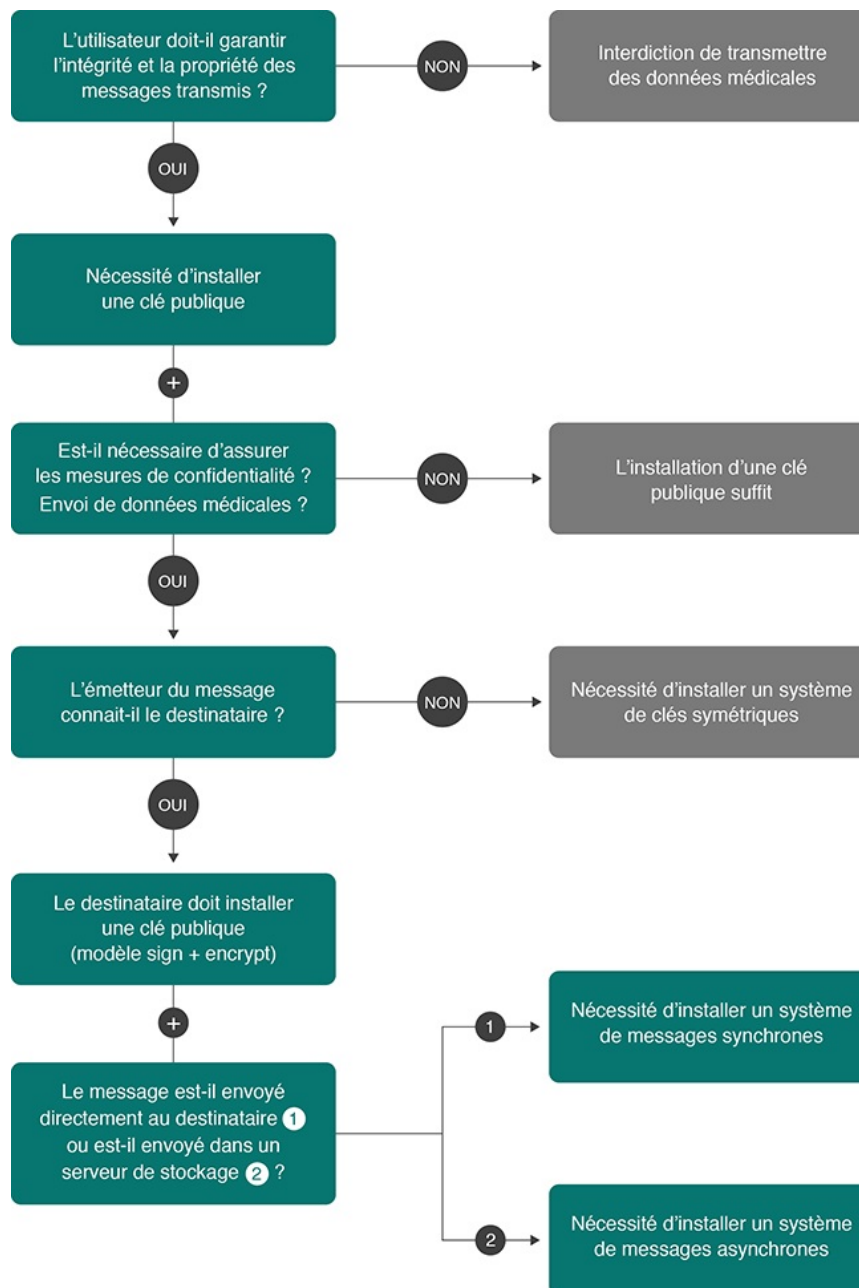 L'utilisateur doit-il garantir
l'intégrité et la propriété des
messages transmis ?
NON
Interdiction de transmettre
des données médicales
OUI
Nécessité d'installer
une clé publique
+
Est-il nécessaire d'assurer
les mesures de confidentialité ?
Envoi de données médicales ?
NON
L'installation d'une clé
publique suffit
OUI
L'émetteur du message
connait-il le destinataire ?
NON
Nécessité d'installer un système
de clés symétriques
OUI
Le destinataire doit installer
une clé publique
(modèle sign + encrypt)
+
1
Nécessité d'installer un système
de messages synchrones
Le message est-il envoyé
directement au destinataire 1
ou est-il envoyé dans un
serveur de stockage 2 ?
2
Nécessité d'installer un système
de messages asynchrones